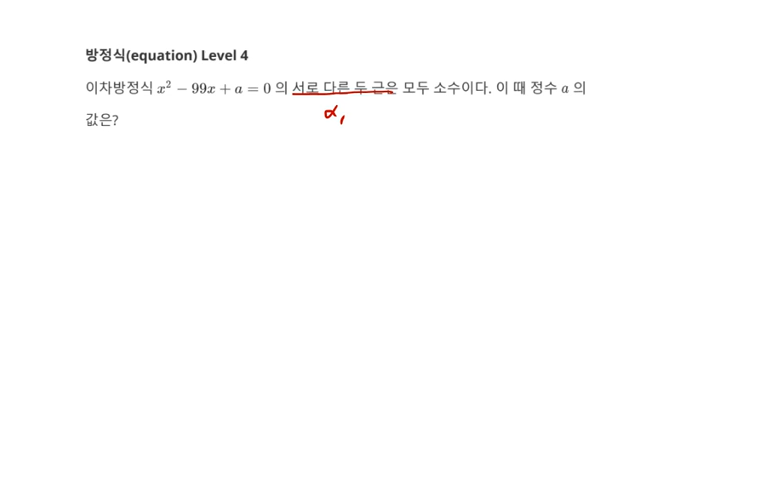 방정식(equation) Level 4
이차방정식 x² − 99x + a = 0 의 서로 다른 두 근은 모두 소수이다. 이 때 정수 a 의
값은?
α,